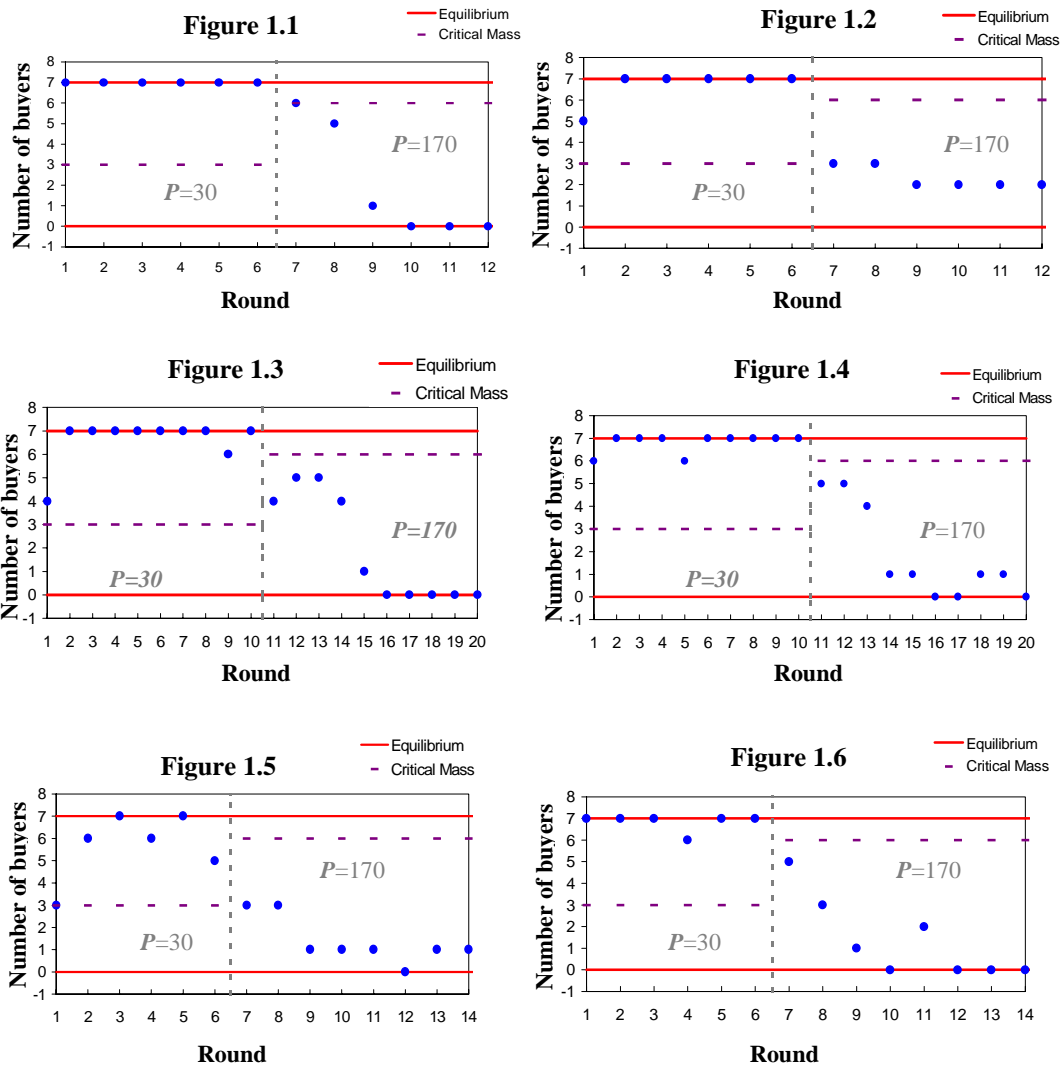 Figure 1.1
Equilibrium
Critical Mass
Number of buyers
8
7
6
5
4
3
2
1
0
-1
P=30
P=170
1 2 3 4 5 6 7 8 9 10 11 12
Round
Figure 1.2
Equilibrium
Critical Mass
Number of buyers
8
7
6
5
4
3
2
1
0
-1
P=30
P=170
1 2 3 4 5 6 7 8 9 10 11 12
Round
Figure 1.3
Equilibrium
Critical Mass
Number of buyers
8
7
6
5
4
3
2
1
0
-1
P=30
P=170
1 2 3 4 5 6 7 8 9 10 11 12 13 14 15 16 17 18 19 20
Round
Figure 1.4
Equilibrium
Critical Mass
Number of buyers
8
7
6
5
4
3
2
1
0
-1
P=30
P=170
1 2 3 4 5 6 7 8 9 10 11 12 13 14 15 16 17 18 19 20
Round
Figure 1.5
Equilibrium
Critical Mass
Number of buyers
8
7
6
5
4
3
2
1
0
-1
P=30
P=170
1 2 3 4 5 6 7 8 9 10 11 12 13 14
Round
Figure 1.6
Equilibrium
Critical Mass
Number of buyers
8
7
6
5
4
3
2
1
0
-1
P=30
P=170
1 2 3 4 5 6 7 8 9 10 11 12 13 14
Round